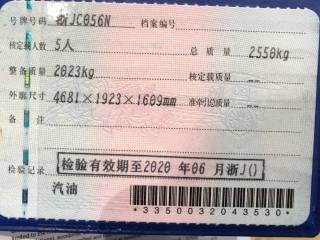 号牌号码 浙JC056N 档案编号
核定载人数 5人 总质量 2550kg
整备质量 2023kg 核定载质量 --
外廓尺寸 4681×1923×1609mm 准牵引总质量 --
备注
检验记录 检验有效期至2020 年06 月浙J()
汽油
*3350032043530*